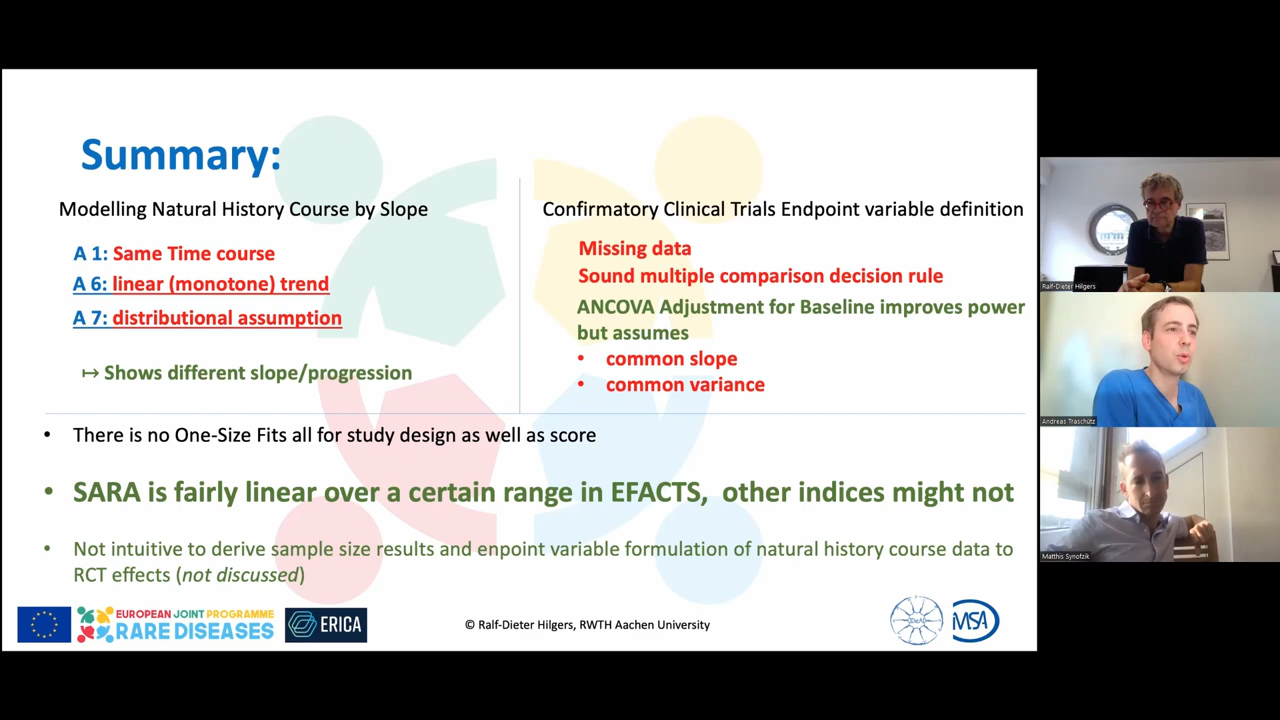 Summary:
Modelling Natural History Course by Slope
A 1: Same Time course
A 6: linear (monotone) trend
A 7: distributional assumption
↦ Shows different slope/progression
Confirmatory Clinical Trials Endpoint variable definition
Missing data
Sound multiple comparison decision rule
ANCOVA Adjustment for Baseline improves power
but assumes
• common slope
• common variance
• There is no One-Size Fits all for study design as well as score
• SARA is fairly linear over a certain range in EFACTS, other indices might not
• Not intuitive to derive sample size results and enpoint variable formulation of natural history course data to
RCT effects (not discussed)
EUROPEAN JOINT PROGRAMME
RARE DISEASES
ERICA
© Ralf-Dieter Hilgers, RWTH Aachen University
IDeAl
iMSA
Ralf-Dieter Hilgers
Andreas Traschütz
Matthis Synofzik